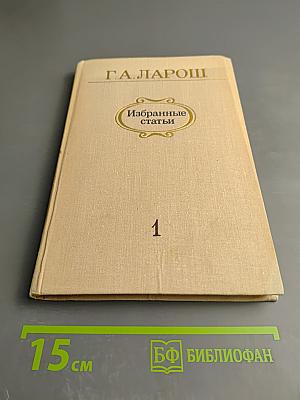 Г.А.ЛАРОШ
Избранные
статьи
1
15 см
БФ БИБЛИОФАН